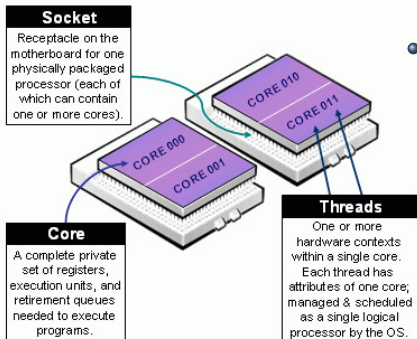 Socket
Receptacle on the
motherboard for one
physically packaged
processor (each of
which can contain
one or more cores).
CORE 010
CORE 011
CORE 000
CORE 001
Core
A complete private
set of registers,
execution units, and
retirement queues
needed to execute
programs.
Threads
One or more
hardware contexts
within a single core.
Each thread has
attributes of one core;
managed & scheduled
as a single logical
processor by the OS.